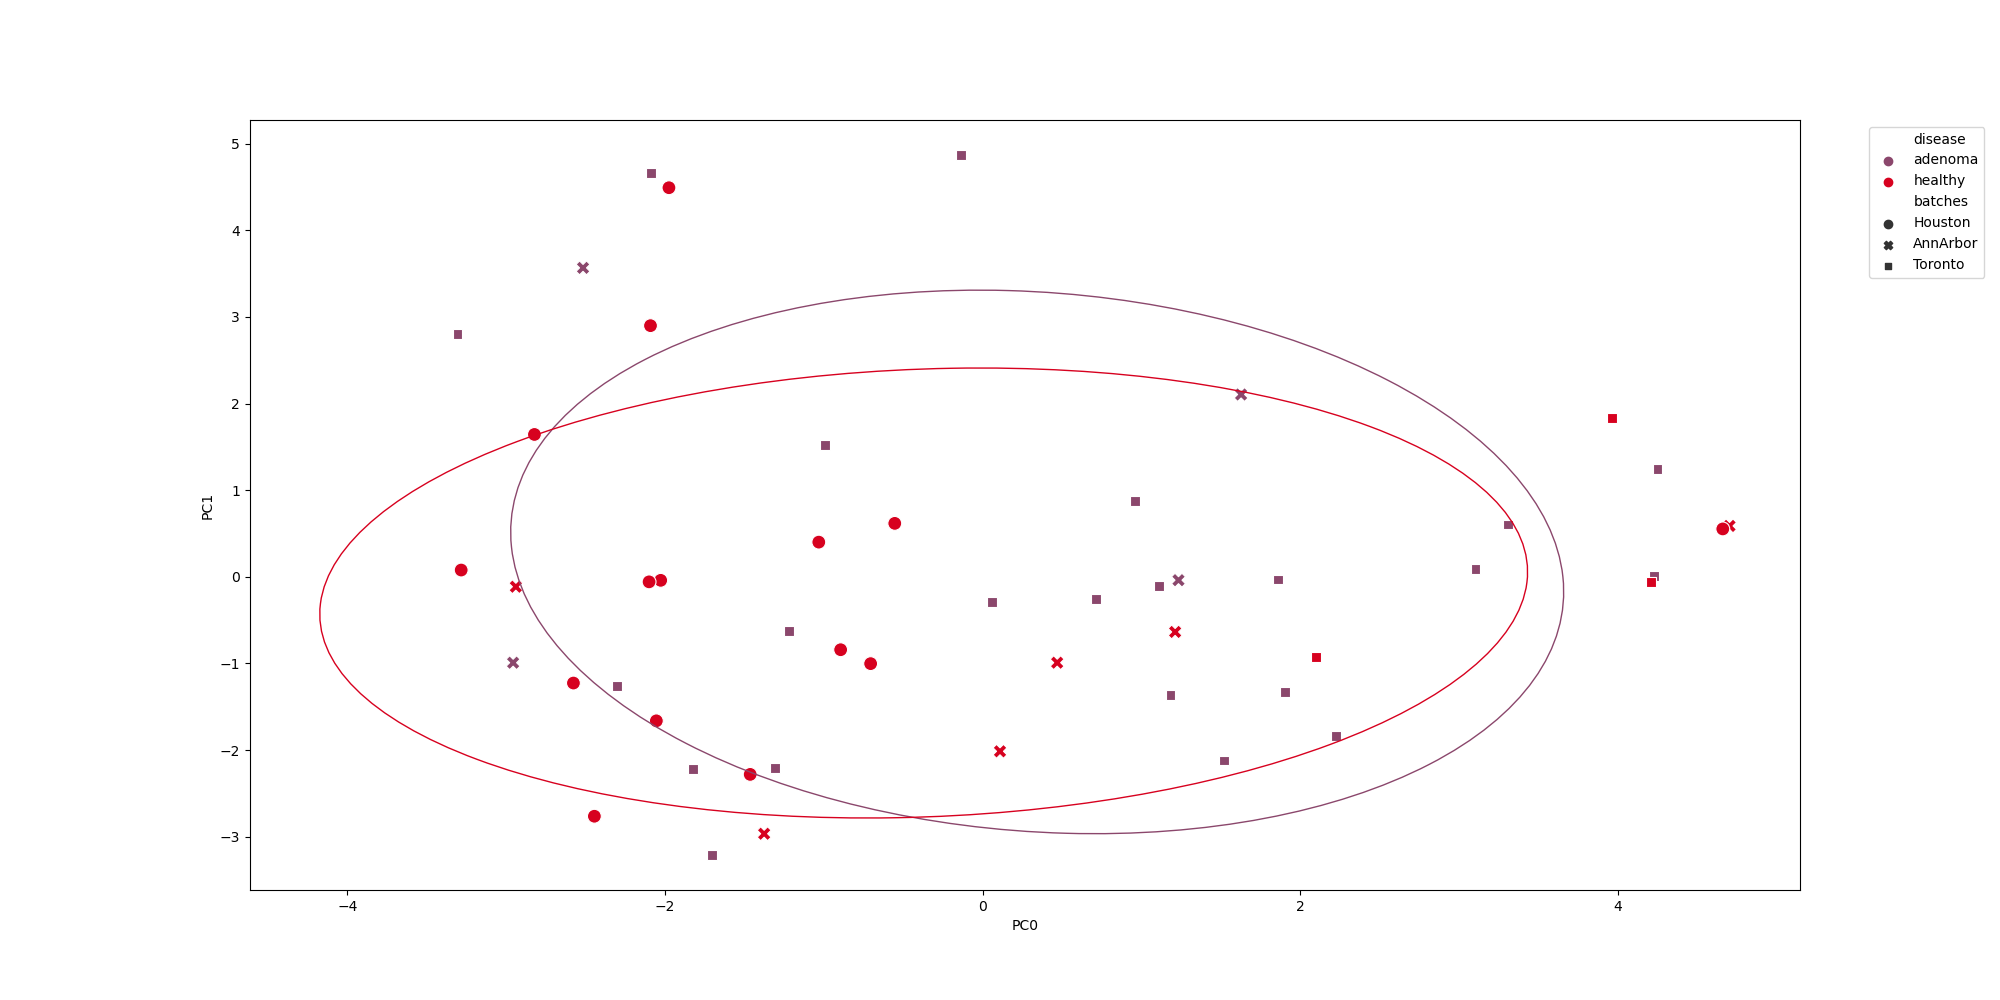 disease
adenoma
healthy
batches
Houston
AnnArbor
Toronto
5
4
3
2
1
0
−1
−2
−3
PC1
−4 −2 0 2 4
PC0